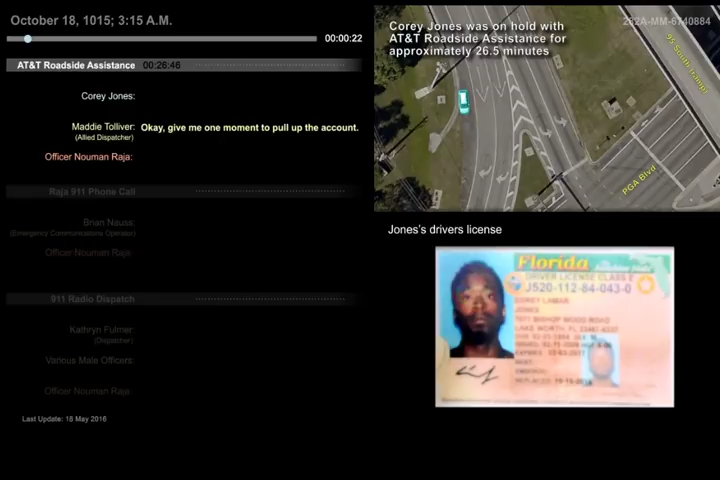 October 18, 1015; 3:15 A.M.
00:00:22
AT&T Roadside Assistance 00:26:46
Corey Jones:
Maddie Tolliver: Okay, give me one moment to pull up the account.
(Allied Dispatcher)
Officer Nouman Raja:
Raja 911 Phone Call
Brian Nauss:
(Emergency Communications Operator)
Officer Nouman Raja:
911 Radio Dispatch
Kathryn Fulmer:
(Dispatcher)
Various Male Officers:
Officer Nouman Raja:
Last Update: 18 May 2016
Corey Jones was on hold with
AT&T Roadside Assistance for
approximately 26.5 minutes
95 South (ramp)
PGA Blvd
Jones's drivers license
Florida
DRIVER LICENSE CLASS E
J520-112-84-043-0
COREY LAMAR
JONES